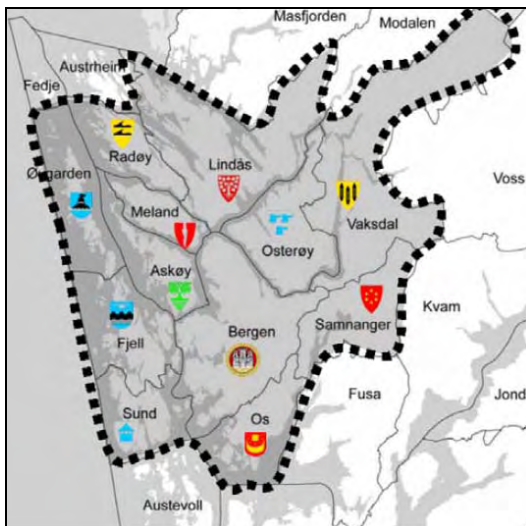 Masfjorden
Modalen
Austrheim
Fedje
Radøy
Lindås
Øygarden
Voss
Meland
Vaksdal
Osterøy
Askøy
Kvam
Bergen
Samnanger
Fjell
Fusa
Jond
Sund
Os
Austevoll